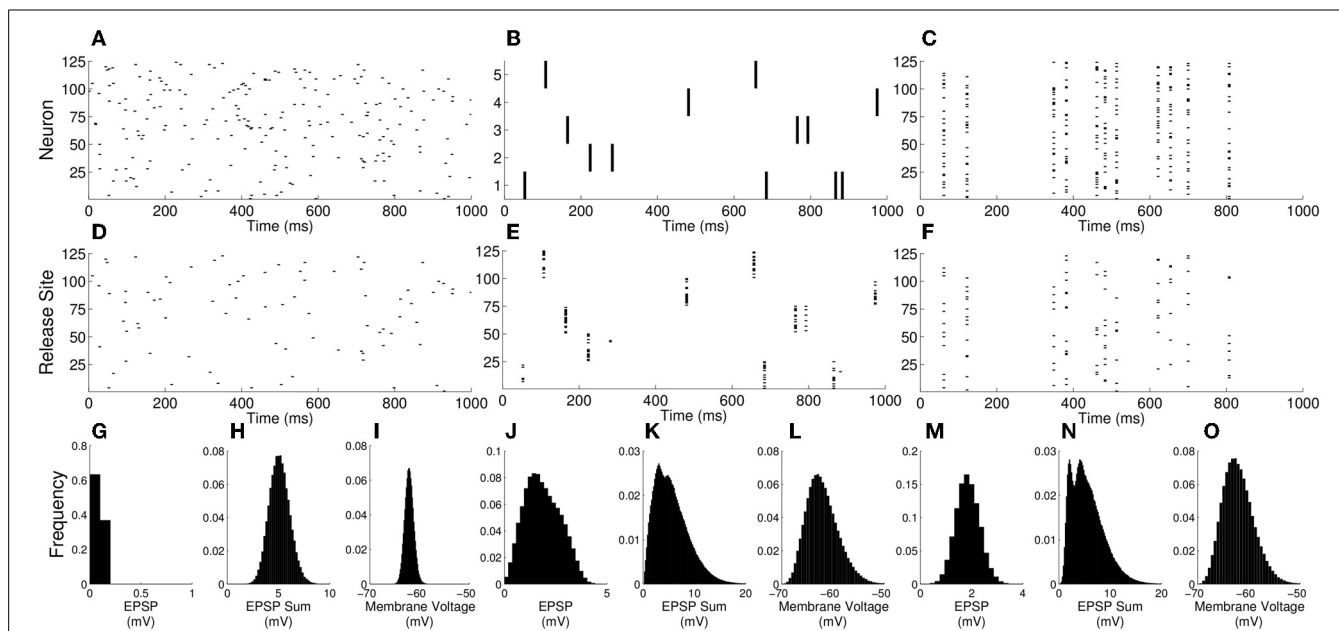 A
B
C
Neuron
125
100
75
50
25
0 200 400 600 800 1000
Time (ms)
5
4
3
2
1
0 200 400 600 800 1000
Time (ms)
125
100
75
50
25
0 200 400 600 800 1000
Time (ms)
D
E
F
Release Site
125
100
75
50
25
0 200 400 600 800 1000
Time (ms)
125
100
75
50
25
0 200 400 600 800 1000
Time (ms)
125
100
75
50
25
0 200 400 600 800 1000
Time (ms)
G
H
I
J
K
L
M
N
O
Frequency
0.8
0.6
0.4
0.2
0
0 1
EPSP
(mV)
0.08
0.06
0.04
0.02
0
0 5 10
EPSP Sum
(mV)
0.08
0.06
0.04
0.02
0
−70 −60 −50
Membrane Voltage
(mV)
0.1
0.08
0.06
0.04
0.02
0
0 5
EPSP
(mV)
0.03
0.02
0.01
0
0 10 20
EPSP Sum
(mV)
0.08
0.06
0.04
0.02
0
−70 −60 −50
Membrane Voltage
(mV)
0.2
0.15
0.1
0.05
0
0 2 4
EPSP
(mV)
0.03
0.02
0.01
0
0 10 20
EPSP Sum
(mV)
0.08
0.06
0.04
0.02
0
−70 −60 −50
Membrane Voltage
(mV)